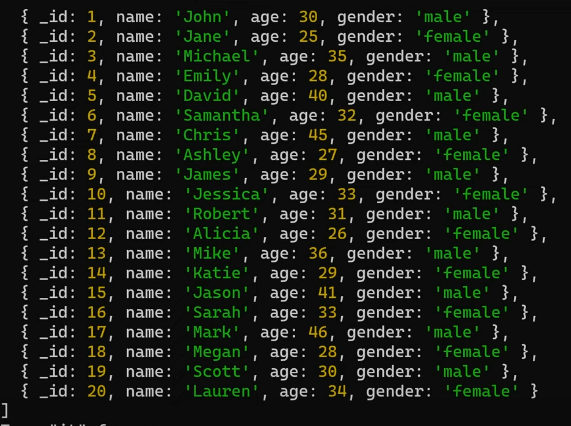 { _id: 1, name: 'John', age: 30, gender: 'male' },
{ _id: 2, name: 'Jane', age: 25, gender: 'female' },
{ _id: 3, name: 'Michael', age: 35, gender: 'male' },
{ _id: 4, name: 'Emily', age: 28, gender: 'female' },
{ _id: 5, name: 'David', age: 40, gender: 'male' },
{ _id: 6, name: 'Samantha', age: 32, gender: 'female' },
{ _id: 7, name: 'Chris', age: 45, gender: 'male' },
{ _id: 8, name: 'Ashley', age: 27, gender: 'female' },
{ _id: 9, name: 'James', age: 29, gender: 'male' },
{ _id: 10, name: 'Jessica', age: 33, gender: 'female' },
{ _id: 11, name: 'Robert', age: 31, gender: 'male' },
{ _id: 12, name: 'Alicia', age: 26, gender: 'female' },
{ _id: 13, name: 'Mike', age: 36, gender: 'male' },
{ _id: 14, name: 'Katie', age: 29, gender: 'female' },
{ _id: 15, name: 'Jason', age: 41, gender: 'male' },
{ _id: 16, name: 'Sarah', age: 33, gender: 'female' },
{ _id: 17, name: 'Mark', age: 46, gender: 'male' },
{ _id: 18, name: 'Megan', age: 28, gender: 'female' },
{ _id: 19, name: 'Scott', age: 30, gender: 'male' },
{ _id: 20, name: 'Lauren', age: 34, gender: 'female' }
]